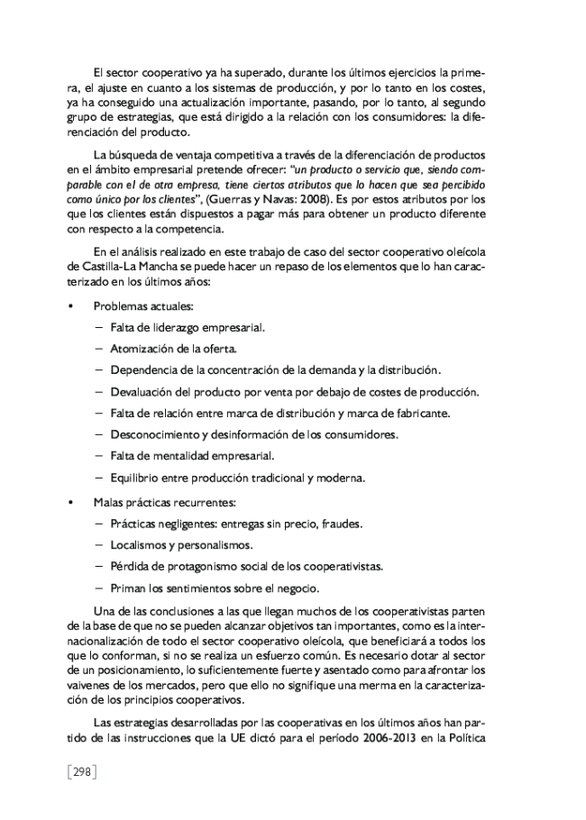 El sector cooperativo ya ha superado, durante los últimos ejercicios la prime-
ra, el ajuste en cuanto a los sistemas de producción, y por lo tanto en los costes,
ya ha conseguido una actualización importante, pasando, por lo tanto, al segundo
grupo de estrategias, que está dirigido a la relación con los consumidores: la dife-
renciación del producto.
La búsqueda de ventaja competitiva a través de la diferenciación de productos
en el ámbito empresarial pretende ofrecer: “un producto o servicio que, siendo com-
parable con el de otra empresa, tiene ciertos atributos que lo hacen que sea percibido
como único por los clientes”, (Guerras y Navas: 2008). Es por estos atributos por los
que los clientes están dispuestos a pagar más para obtener un producto diferente
con respecto a la competencia.
En el análisis realizado en este trabajo de caso del sector cooperativo oleícola
de Castilla-La Mancha se puede hacer un repaso de los elementos que lo han carac-
terizado en los últimos años:
• Problemas actuales:
– Falta de liderazgo empresarial.
– Atomización de la oferta.
– Dependencia de la concentración de la demanda y la distribución.
– Devaluación del producto por venta por debajo de costes de producción.
– Falta de relación entre marca de distribución y marca de fabricante.
– Desconocimiento y desinformación de los consumidores.
– Falta de mentalidad empresarial.
– Equilibrio entre producción tradicional y moderna.
• Malas prácticas recurrentes:
– Prácticas negligentes: entregas sin precio, fraudes.
– Localismos y personalismos.
– Pérdida de protagonismo social de los cooperativistas.
– Priman los sentimientos sobre el negocio.
Una de las conclusiones a las que llegan muchos de los cooperativistas parten
de la base de que no se pueden alcanzar objetivos tan importantes, como es la inter-
nacionalización de todo el sector cooperativo oleícola, que beneficiará a todos los
que lo conforman, si no se realiza un esfuerzo común. Es necesario dotar al sector
de un posicionamiento, lo suficientemente fuerte y asentado como para afrontar los
vaivenes de los mercados, pero que ello no signifique una merma en la caracteriza-
ción de los principios cooperativos.
Las estrategias desarrolladas por las cooperativas en los últimos años han par-
tido de las instrucciones que la UE dictó para el período 2006-2013 en la Política
[298]